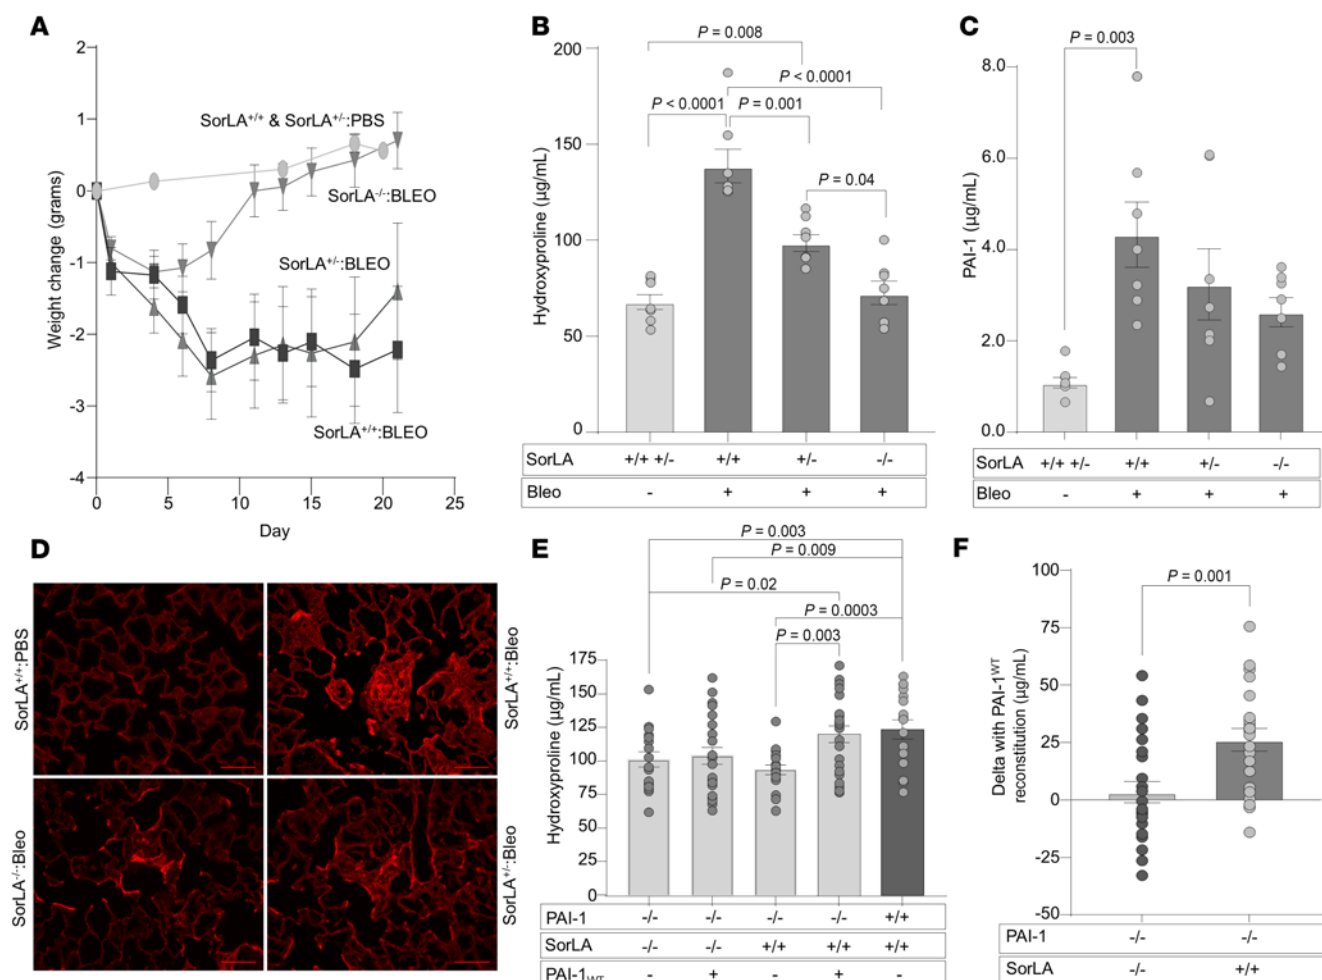 A
Weight change (grams)
2
1
0
-1
-2
-3
-4
0 5 10 15 20 25
Day
SorLA+/+ & SorLA+/-:PBS
SorLA-/-:BLEO
SorLA+/-:BLEO
SorLA+/+:BLEO
B
Hydroxyproline (µg/mL)
200
150
100
50
0
P = 0.008
P < 0.0001
P < 0.0001 P = 0.001
P = 0.04
SorLA +/+ +/- +/+ +/- -/-
Bleo - + + +
C
PAI-1 (µg/mL)
8.0
6.0
4.0
2.0
0.0
P = 0.003
SorLA +/+ +/- +/+ +/- -/-
Bleo - + + +
D
SorLA+/+:PBS
SorLA+/+:Bleo
SorLA-/-:Bleo
SorLA+/-:Bleo
E
Hydroxyproline (µg/mL)
175
150
125
100
75
50
25
0
P = 0.003
P = 0.009
P = 0.02
P = 0.0003
P = 0.003
PAI-1 -/- -/- -/- -/- +/+
SorLA -/- -/- +/+ +/+ +/+
PAI-1WT - + - + -
F
Delta with PAI-1WT
reconstitution (µg/mL)
100
75
50
25
0
-25
-50
P = 0.001
PAI-1 -/- -/-
SorLA -/- +/+